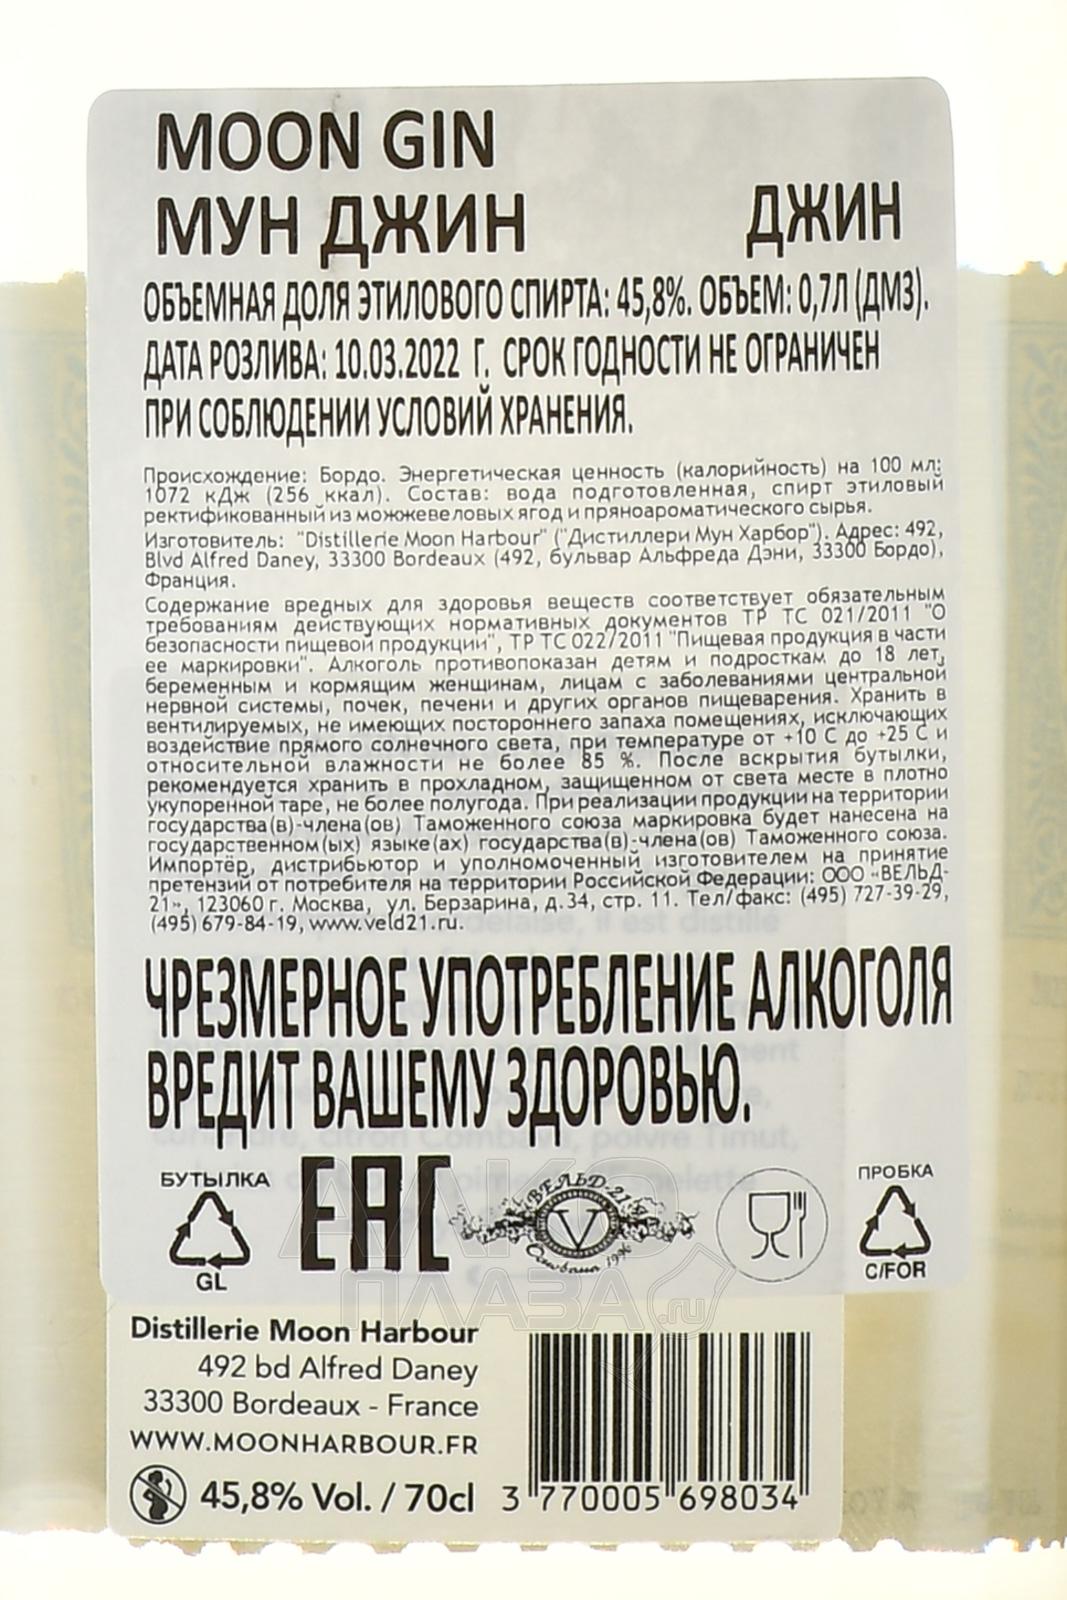 MOON GIN
МУН ДЖИН ДЖИН
ОБЪЕМНАЯ ДОЛЯ ЭТИЛОВОГО СПИРТА: 45,8%. ОБЪЕМ: 0,7Л (ДМ3).
ДАТА РОЗЛИВА: 10.03.2022 Г. СРОК ГОДНОСТИ НЕ ОГРАНИЧЕН
ПРИ СОБЛЮДЕНИИ УСЛОВИЙ ХРАНЕНИЯ.
Происхождение: Бордо. Энергетическая ценность (калорийность) на 100 мл:
1072 кДж (256 ккал). Состав: вода подготовленная, спирт этиловый
ректификованный из можжевеловых ягод и пряноароматического сырья.
Изготовитель: "Distillerie Moon Harbour" ("Дистиллери Мун Харбор"). Адрес: 492,
Blvd Alfred Daney, 33300 Bordeaux (492, бульвар Альфреда Дэни, 33300 Бордо),
Франция.
Содержание вредных для здоровья веществ соответствует обязательным
требованиям действующих нормативных документов ТР ТС 021/2011 "О
безопасности пищевой продукции", ТР ТС 022/2011 "Пищевая продукция в части
ее маркировки". Алкоголь противопоказан детям и подросткам до 18 лет,
беременным и кормящим женщинам, лицам с заболеваниями центральной
нервной системы, почек, печени и других органов пищеварения. Хранить в
вентилируемых, не имеющих постороннего запаха помещениях, исключающих
воздействие прямого солнечного света, при температуре от +10 С до +25 С и
относительной влажности не более 85 %. После вскрытия бутылки,
рекомендуется хранить в прохладном, защищенном от света месте в плотно
укупоренной таре, не более полугода. При реализации продукции на территории
государства(в)-члена(ов) Таможенного союза маркировка будет нанесена на
государственном(ых) языке(ах) государства(в)-члена(ов) Таможенного союза.
Импортёр, дистрибьютор и уполномоченный изготовителем на принятие
претензий от потребителя на территории Российской Федерации: ООО «ВЕЛЬД-
21», 123060 г. Москва, ул. Берзарина, д.34, стр. 11. Тел/факс: (495) 727-39-29,
(495) 679-84-19, www.veld21.ru.
ЧРЕЗМЕРНОЕ УПОТРЕБЛЕНИЕ АЛКОГОЛЯ
ВРЕДИТ ВАШЕМУ ЗДОРОВЬЮ.
БУТЫЛКА
GL
EAC
ВЕЛЬД-21
V
Основана 1996
ПРОБКА
C/FOR
АЛКО
ПЛАЗА.ru
Distillerie Moon Harbour
492 bd Alfred Daney
33300 Bordeaux - France
WWW.MOONHARBOUR.FR
45,8% Vol. / 70cl
3 770005 698034